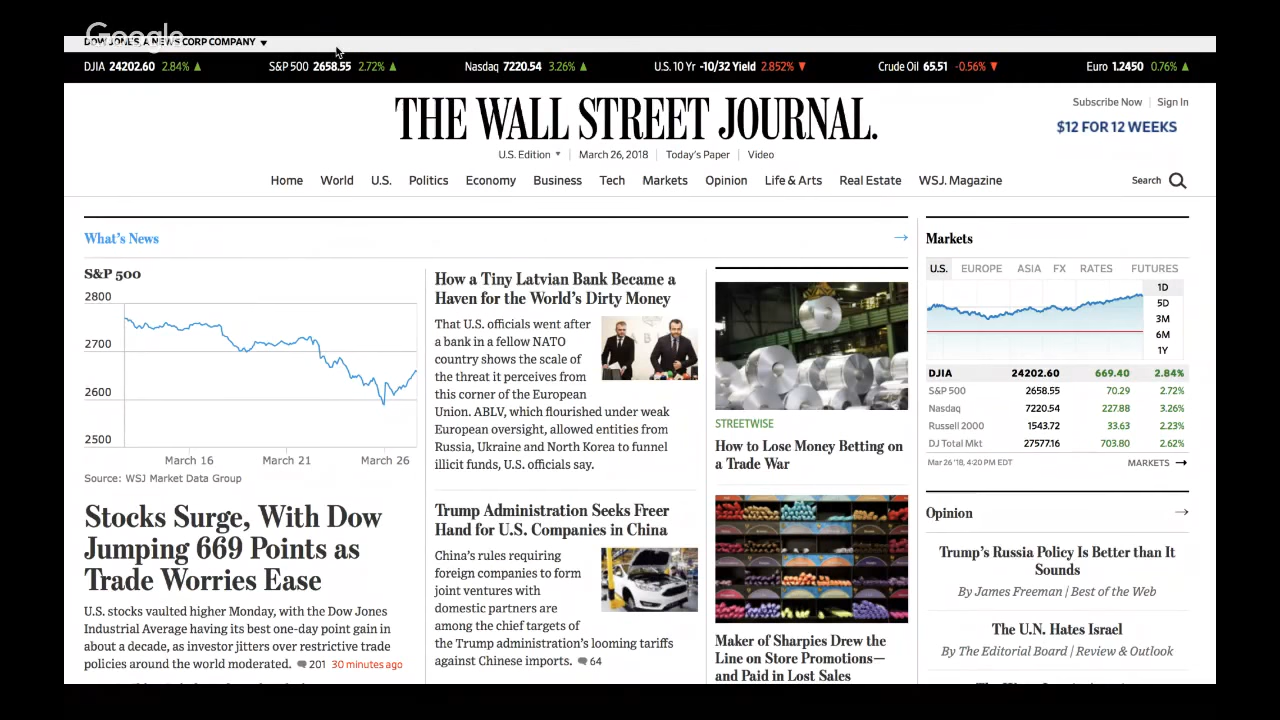 Google
DOW JONES, A NEWS CORP COMPANY
DJIA 24202.60 2.84% ▲ S&P 500 2658.55 2.72% ▲ Nasdaq 7220.54 3.26% ▲ U.S. 10 Yr -10/32 Yield 2.852% ▼ Crude Oil 65.51 -0.56% ▼ Euro 1.2450 0.76% ▲
THE WALL STREET JOURNAL.
Subscribe Now | Sign In
$12 FOR 12 WEEKS
U.S. Edition | March 26, 2018 | Today's Paper | Video
Home World U.S. Politics Economy Business Tech Markets Opinion Life & Arts Real Estate WSJ. Magazine Search
What's News →
S&P 500
2800
2700
2600
2500
March 16 March 21 March 26
Source: WSJ Market Data Group
Stocks Surge, With Dow
Jumping 669 Points as
Trade Worries Ease
U.S. stocks vaulted higher Monday, with the Dow Jones
Industrial Average having its best one-day point gain in
about a decade, as investor jitters over restrictive trade
policies around the world moderated. 201 30 minutes ago
How a Tiny Latvian Bank Became a
Haven for the World's Dirty Money
That U.S. officials went after
a bank in a fellow NATO
country shows the scale of
the threat it perceives from
this corner of the European
Union. ABLV, which flourished under weak
European oversight, allowed entities from
Russia, Ukraine and North Korea to funnel
illicit funds, U.S. officials say.
Trump Administration Seeks Freer
Hand for U.S. Companies in China
China's rules requiring
foreign companies to form
joint ventures with
domestic partners are
among the chief targets of
the Trump administration's looming tariffs
against Chinese imports. 64
STREETWISE
How to Lose Money Betting on
a Trade War
Maker of Sharpies Drew the
Line on Store Promotions—
and Paid in Lost Sales
Markets
U.S. EUROPE ASIA FX RATES FUTURES
1D
5D
3M
6M
1Y
DJIA 24202.60 669.40 2.84%
S&P 500 2658.55 70.29 2.72%
Nasdaq 7220.54 227.88 3.26%
Russell 2000 1543.72 33.63 2.23%
DJ Total Mkt 27577.16 703.80 2.62%
Mar 26 '18, 4:20 PM EDT MARKETS →
Opinion →
Trump's Russia Policy Is Better than It
Sounds
By James Freeman | Best of the Web
The U.N. Hates Israel
By The Editorial Board | Review & Outlook